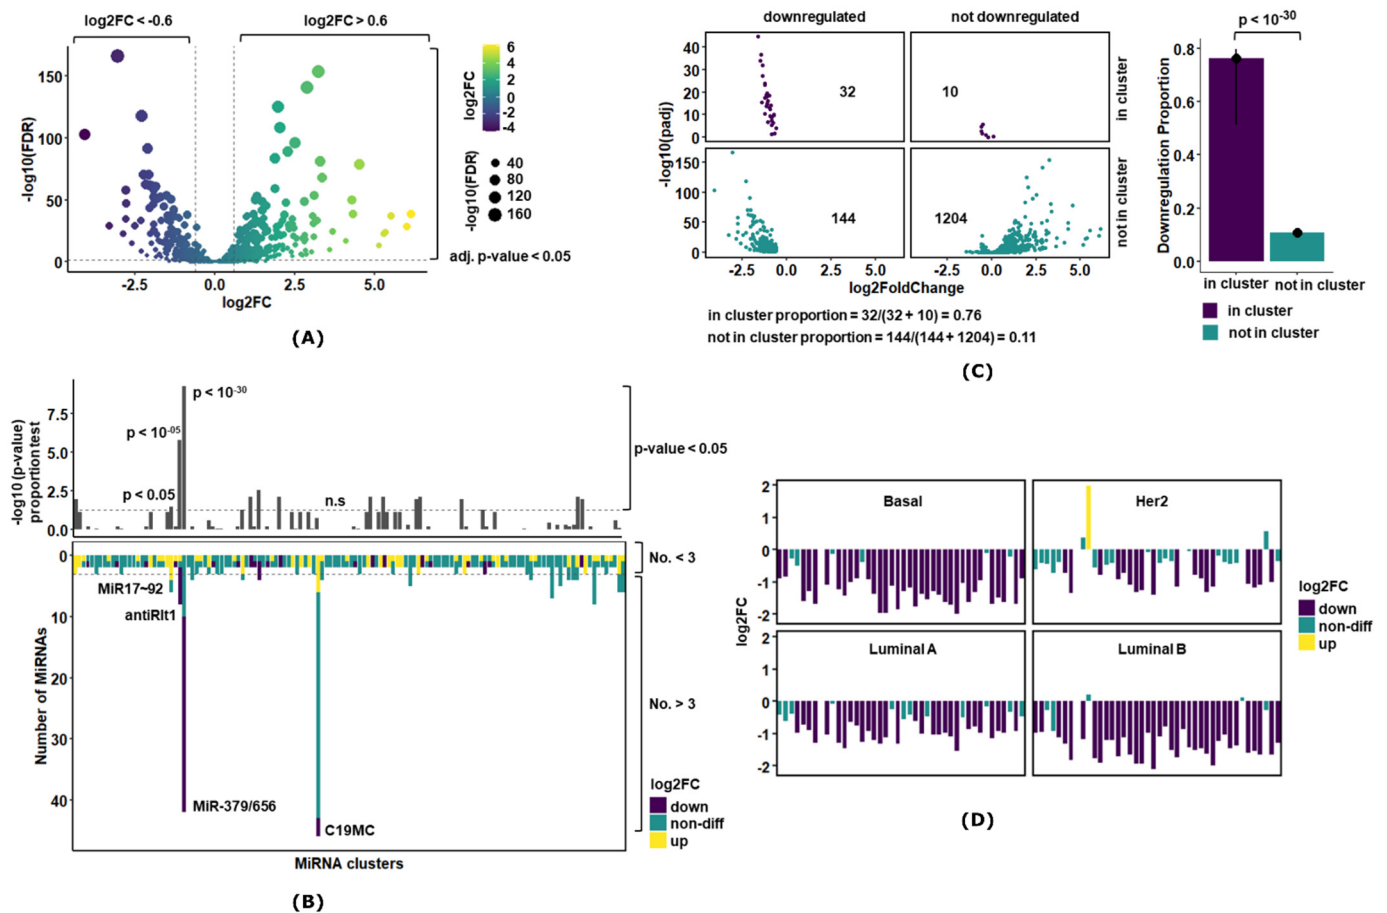 log2FC < -0.6
log2FC > 0.6
-log10(FDR)
150
100
50
0
-2.5
0.0
2.5
5.0
log2FC
log2FC
6
4
2
0
-2
-4
-log10(FDR)
40
80
120
160
adj. p-value < 0.05
(A)
-log10 (p-value)
proportion test
7.5
5.0
2.5
0.0
p < 10-30
p < 10-05
p < 0.05
n.s
p-value < 0.05
Number of MiRNAs
0
10
20
30
40
MiR17~92
antiRlt1
MiR-379/656
C19MC
No. < 3
No. > 3
log2FC
down
non-diff
up
MiRNA clusters
(B)
downregulated
not downregulated
-log10(padj)
40
30
20
10
0
32
10
in cluster
150
100
50
0
144
1204
not in cluster
-2.5
0.0
2.5
5.0
-2.5
0.0
2.5
5.0
log2FoldChange
in cluster proportion = 32/(32 + 10) = 0.76
not in cluster proportion = 144/(144 + 1204) = 0.11
p < 10-30
Downregulation Proportion
0.8
0.6
0.4
0.2
0.0
in cluster
not in cluster
in cluster
not in cluster
(C)
log2FC
2
1
0
-1
-2
Basal
Her2
2
1
0
-1
-2
Luminal A
Luminal B
log2FC
down
non-diff
up
(D)